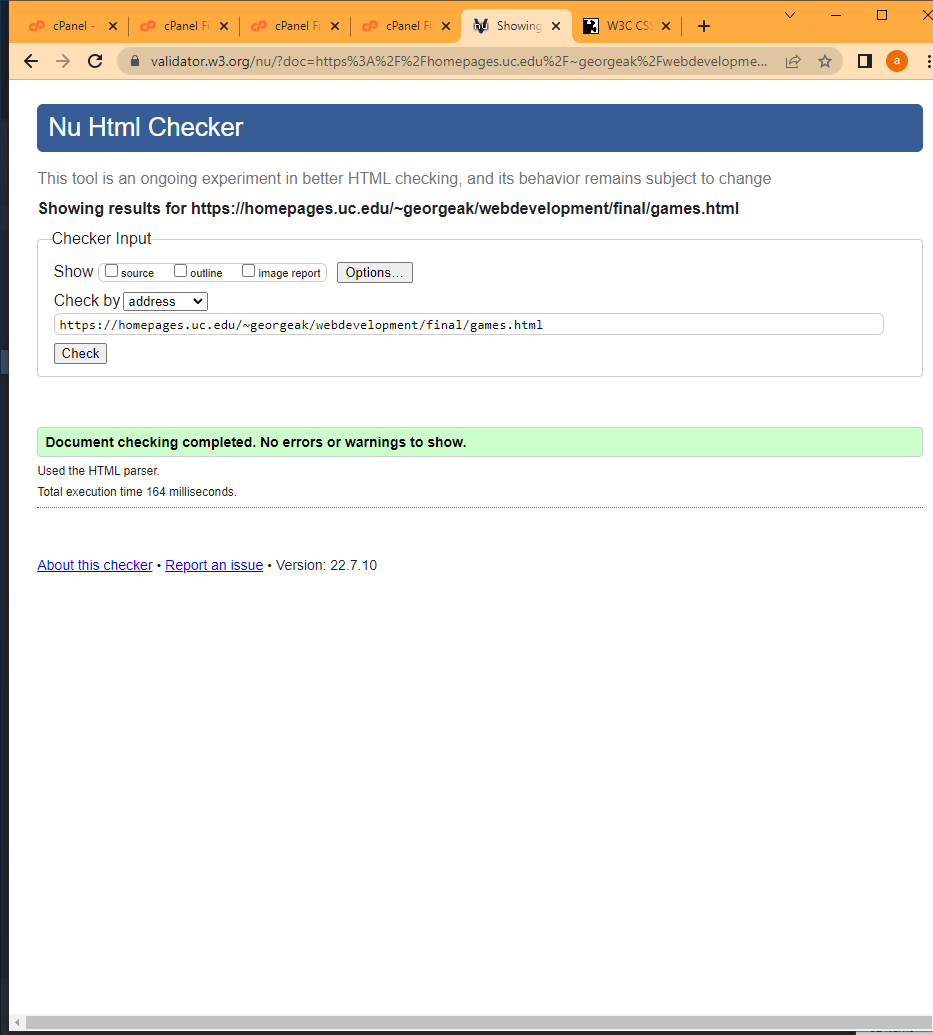 cPanel - cPanel Fi cPanel Fi cPanel Fi Showing W3C CSS
validator.w3.org/nu/?doc=https%3A%2F%2Fhomepages.uc.edu%2F~georgeak%2Fwebdevelopme... a
Nu Html Checker
This tool is an ongoing experiment in better HTML checking, and its behavior remains subject to change
Showing results for https://homepages.uc.edu/~georgeak/webdevelopment/final/games.html
Checker Input
Show source outline image report Options...
Check by address
https://homepages.uc.edu/~georgeak/webdevelopment/final/games.html
Check
Document checking completed. No errors or warnings to show.
Used the HTML parser.
Total execution time 164 milliseconds.
About this checker • Report an issue • Version: 22.7.10